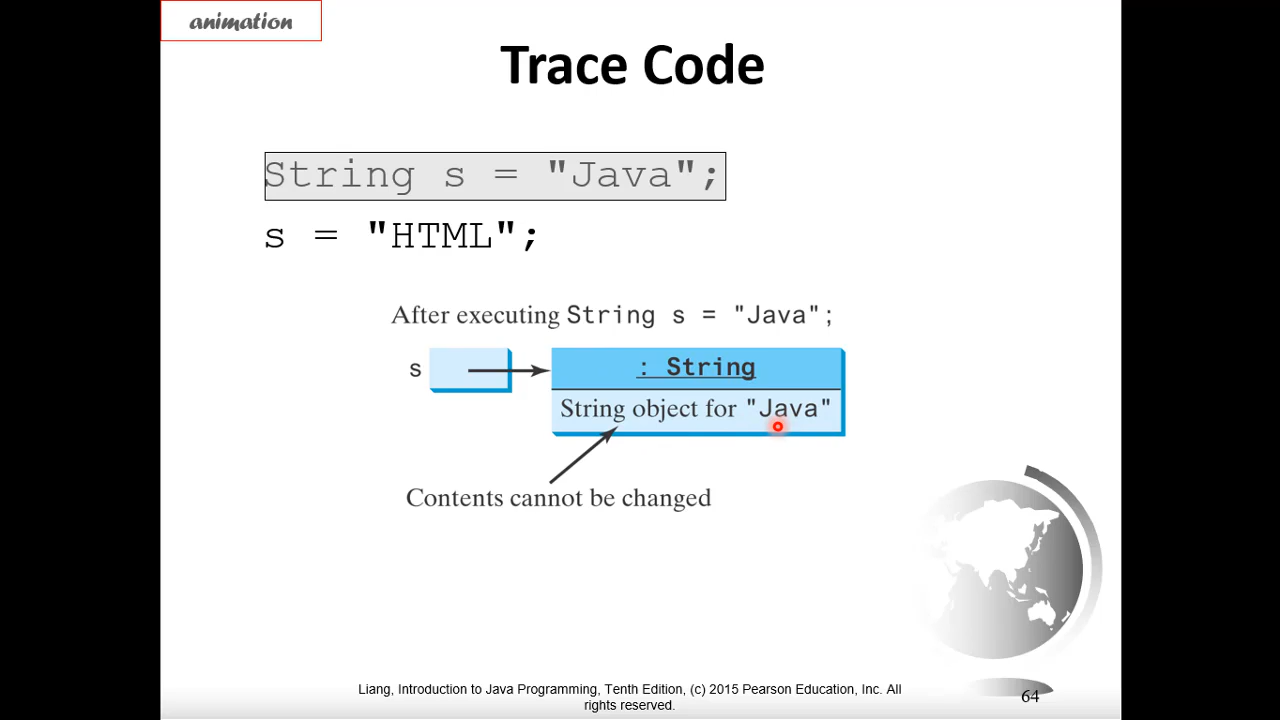 animation
Trace Code
String s = "Java";
s = "HTML";
After executing String s = "Java";
s
: String
String object for "Java"
Contents cannot be changed
Liang, Introduction to Java Programming, Tenth Edition, (c) 2015 Pearson Education, Inc. All
rights reserved.
64